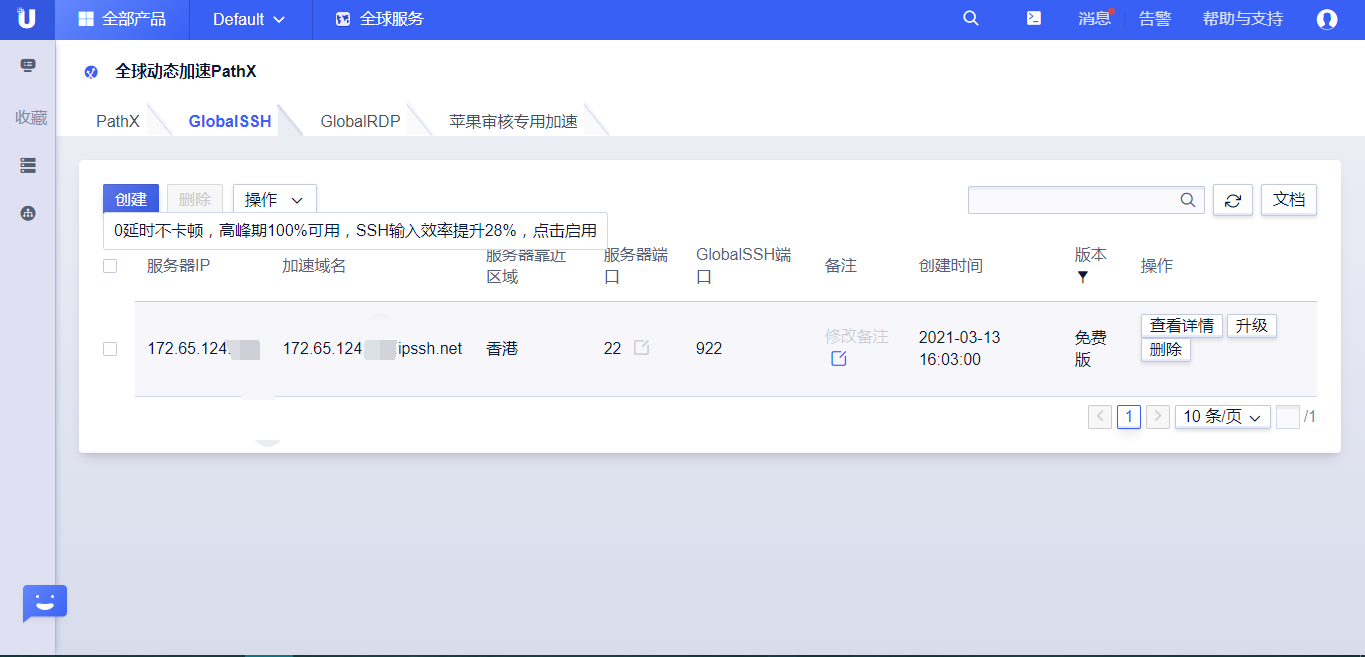 U 全部产品 Default 全球服务 消息 告警 帮助与支持
收藏
全球动态加速PathX
PathX GlobalSSH GlobalRDP 苹果审核专用加速
创建 删除 操作 文档
0延时不卡顿，高峰期100%可用，SSH输入效率提升28%，点击启用
服务器IP 加速域名 服务器靠近区域 服务器端口 GlobalSSH端口 备注 创建时间 版本 操作
172.65.124. 172.65.124 .ipssh.net 香港 22 922 修改备注 2021-03-13 16:03:00 免费版 查看详情 升级 删除
1 10 条/页 /1